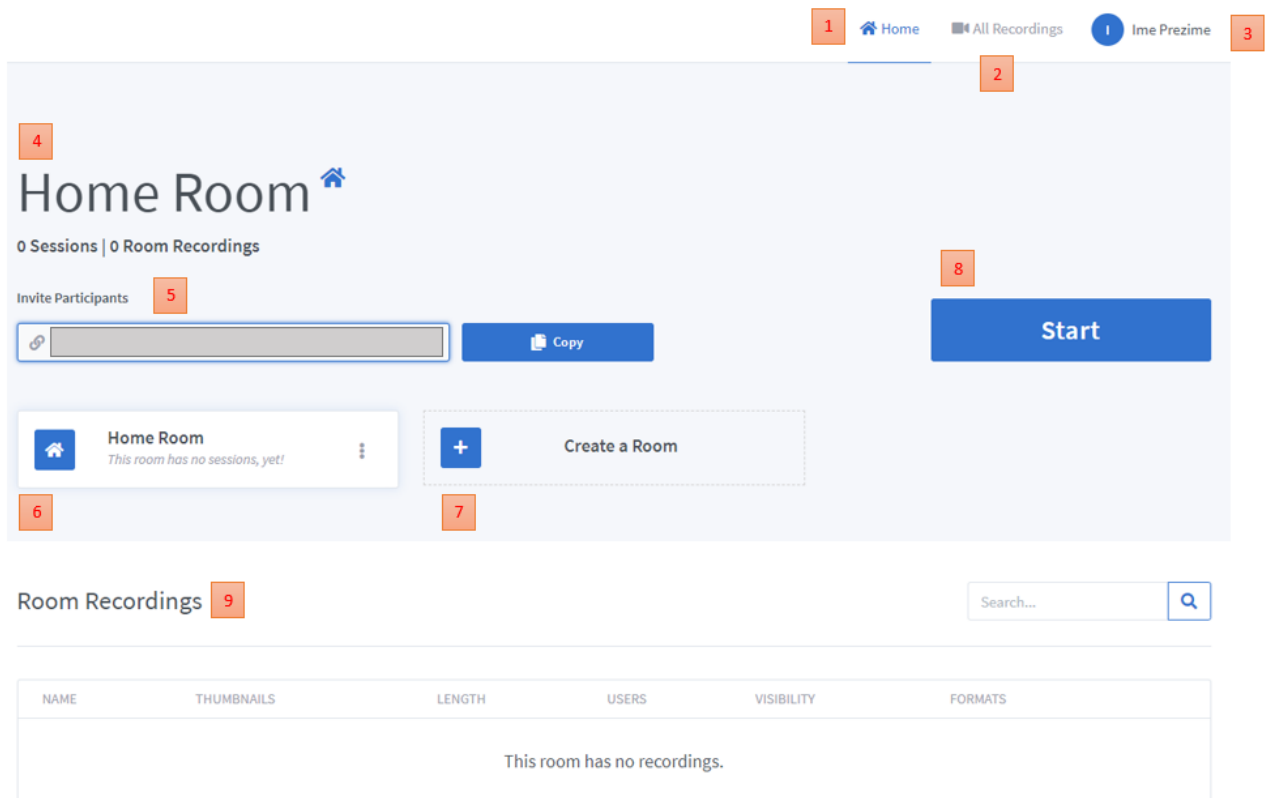 1 Home All Recordings I Ime Prezime 3
2
4
Home Room
0 Sessions | 0 Room Recordings
8
Invite Participants 5
Start
Copy
Home Room
This room has no sessions, yet!
Create a Room
6 7
Room Recordings 9 Search...
NAME THUMBNAILS LENGTH USERS VISIBILITY FORMATS
This room has no recordings.